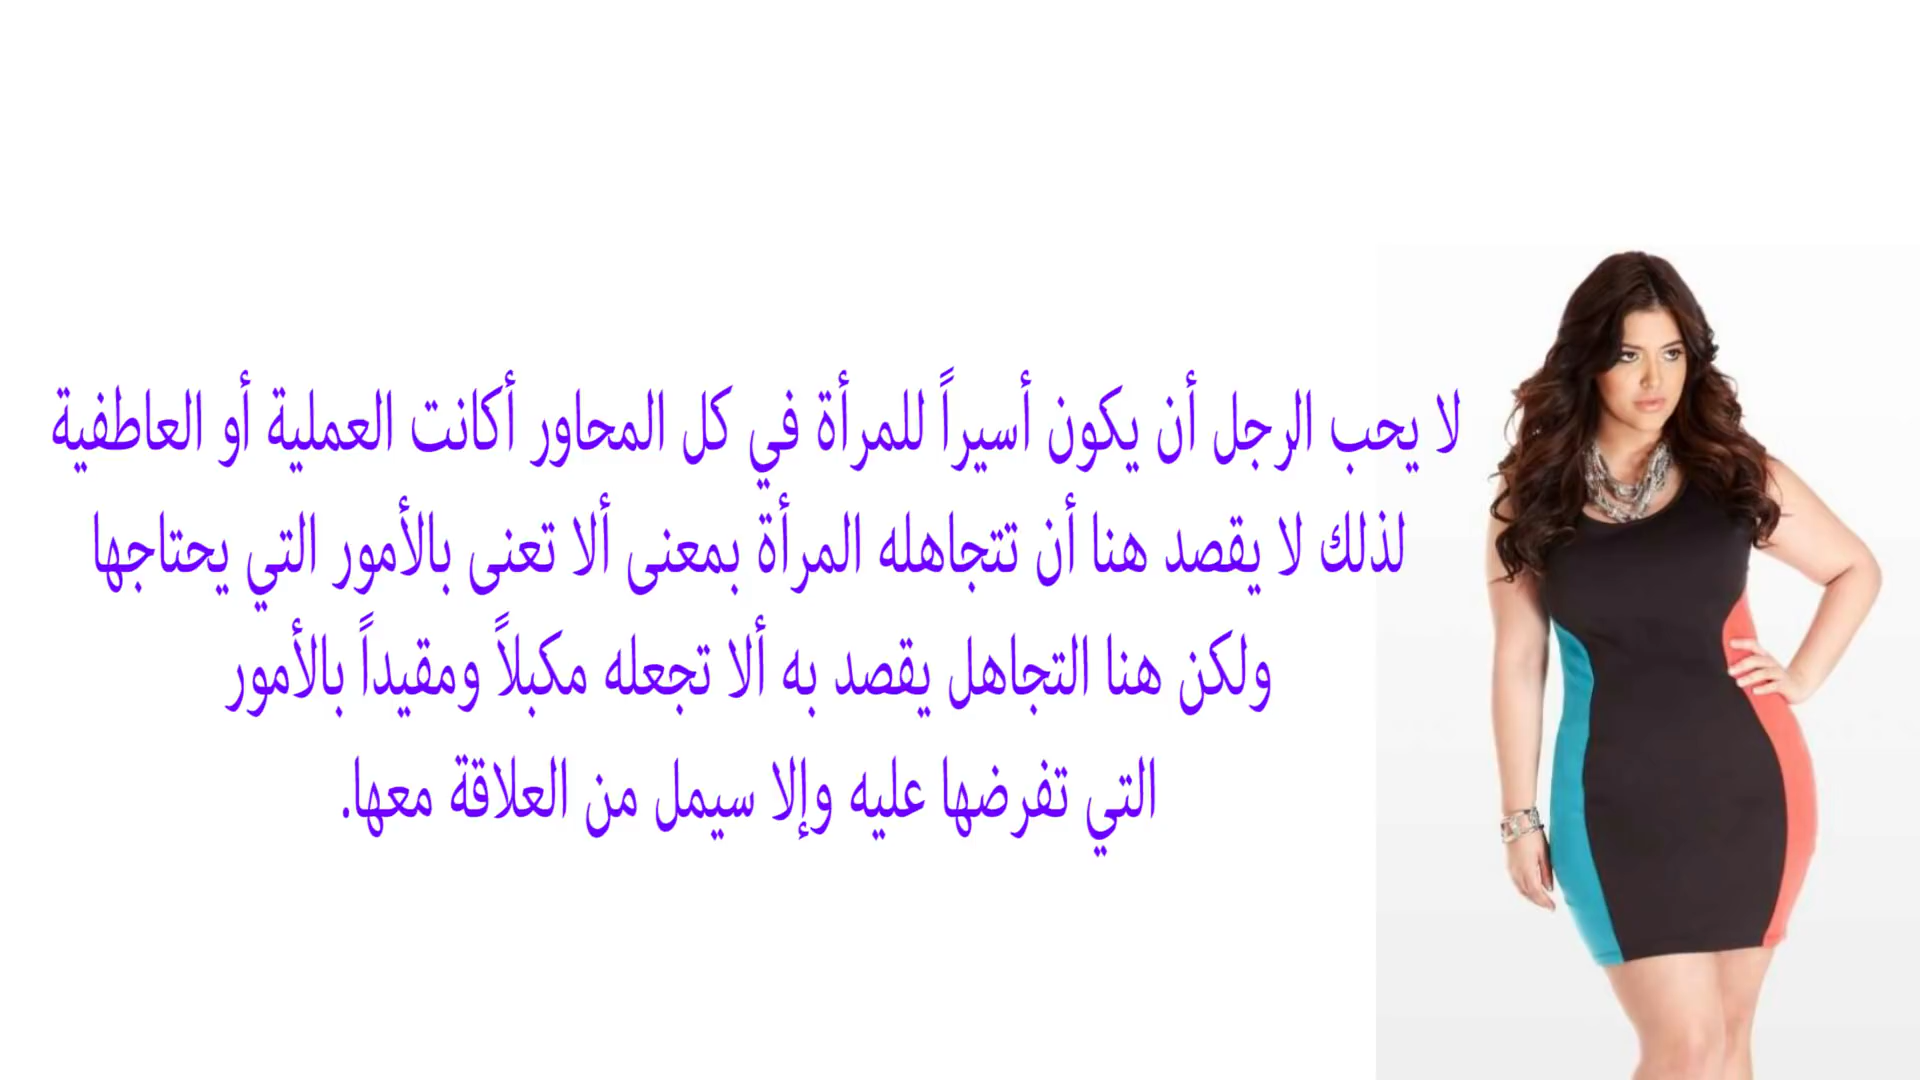 لا يحب الرجل أن يكون أسيراً للمرأة في كل المحاور أكانت العملية أو العاطفية
لذلك لا يقصد هنا أن تتجاهله المرأة بمعنى ألا تعنى بالأمور التي يحتاجها
ولكن هنا التجاهل يقصد به ألا تجعله مكبلاً ومقيداً بالأمور
التي تفرضها عليه وإلا سيمل من العلاقة معها.